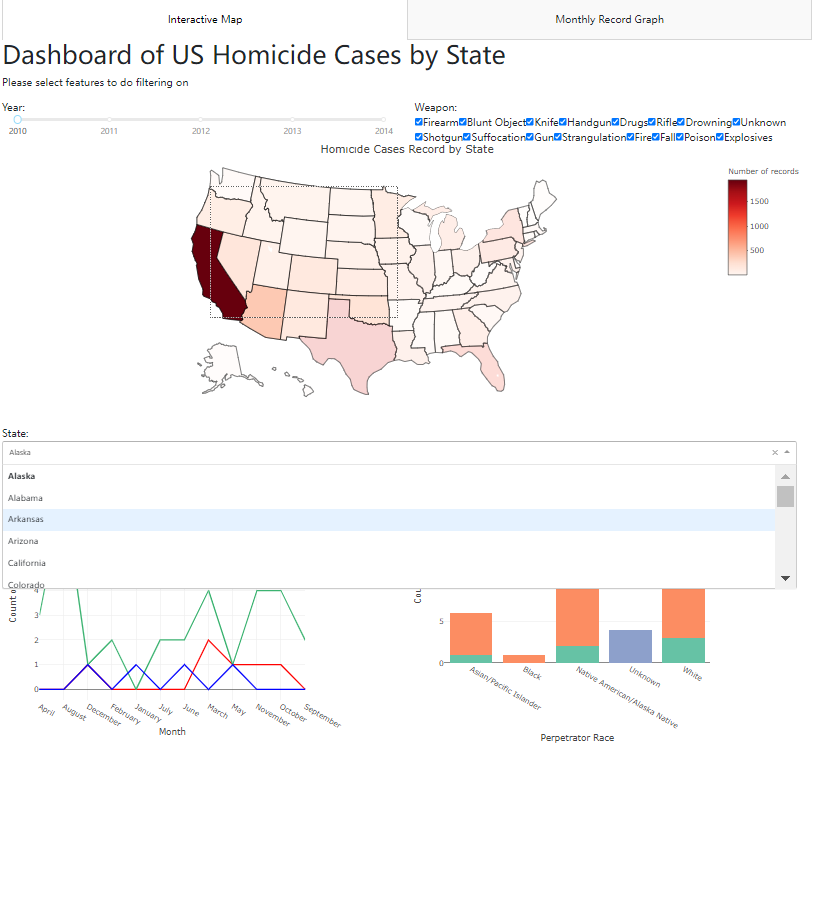 Interactive Map
Monthly Record Graph
Dashboard of US Homicide Cases by State
Please select features to do filtering on
Year:
2010 2011 2012 2013 2014
Weapon:
Firearm Blunt Object Knife Handgun Drugs Rifle Drowning Unknown
Shotgun Suffocation Gun Strangulation Fire Fall Poison Explosives
Homicide Cases Record by State
Number of records
1500
1000
500
State:
Alaska
Alaska
Alabama
Arkansas
Arizona
California
Colorado
Count o
4
3
2
1
0
April August December February January July June March May November October September
Month
5
0
Asian/Pacific Islander Black Native American/Alaska Native Unknown White
Perpetrator Race